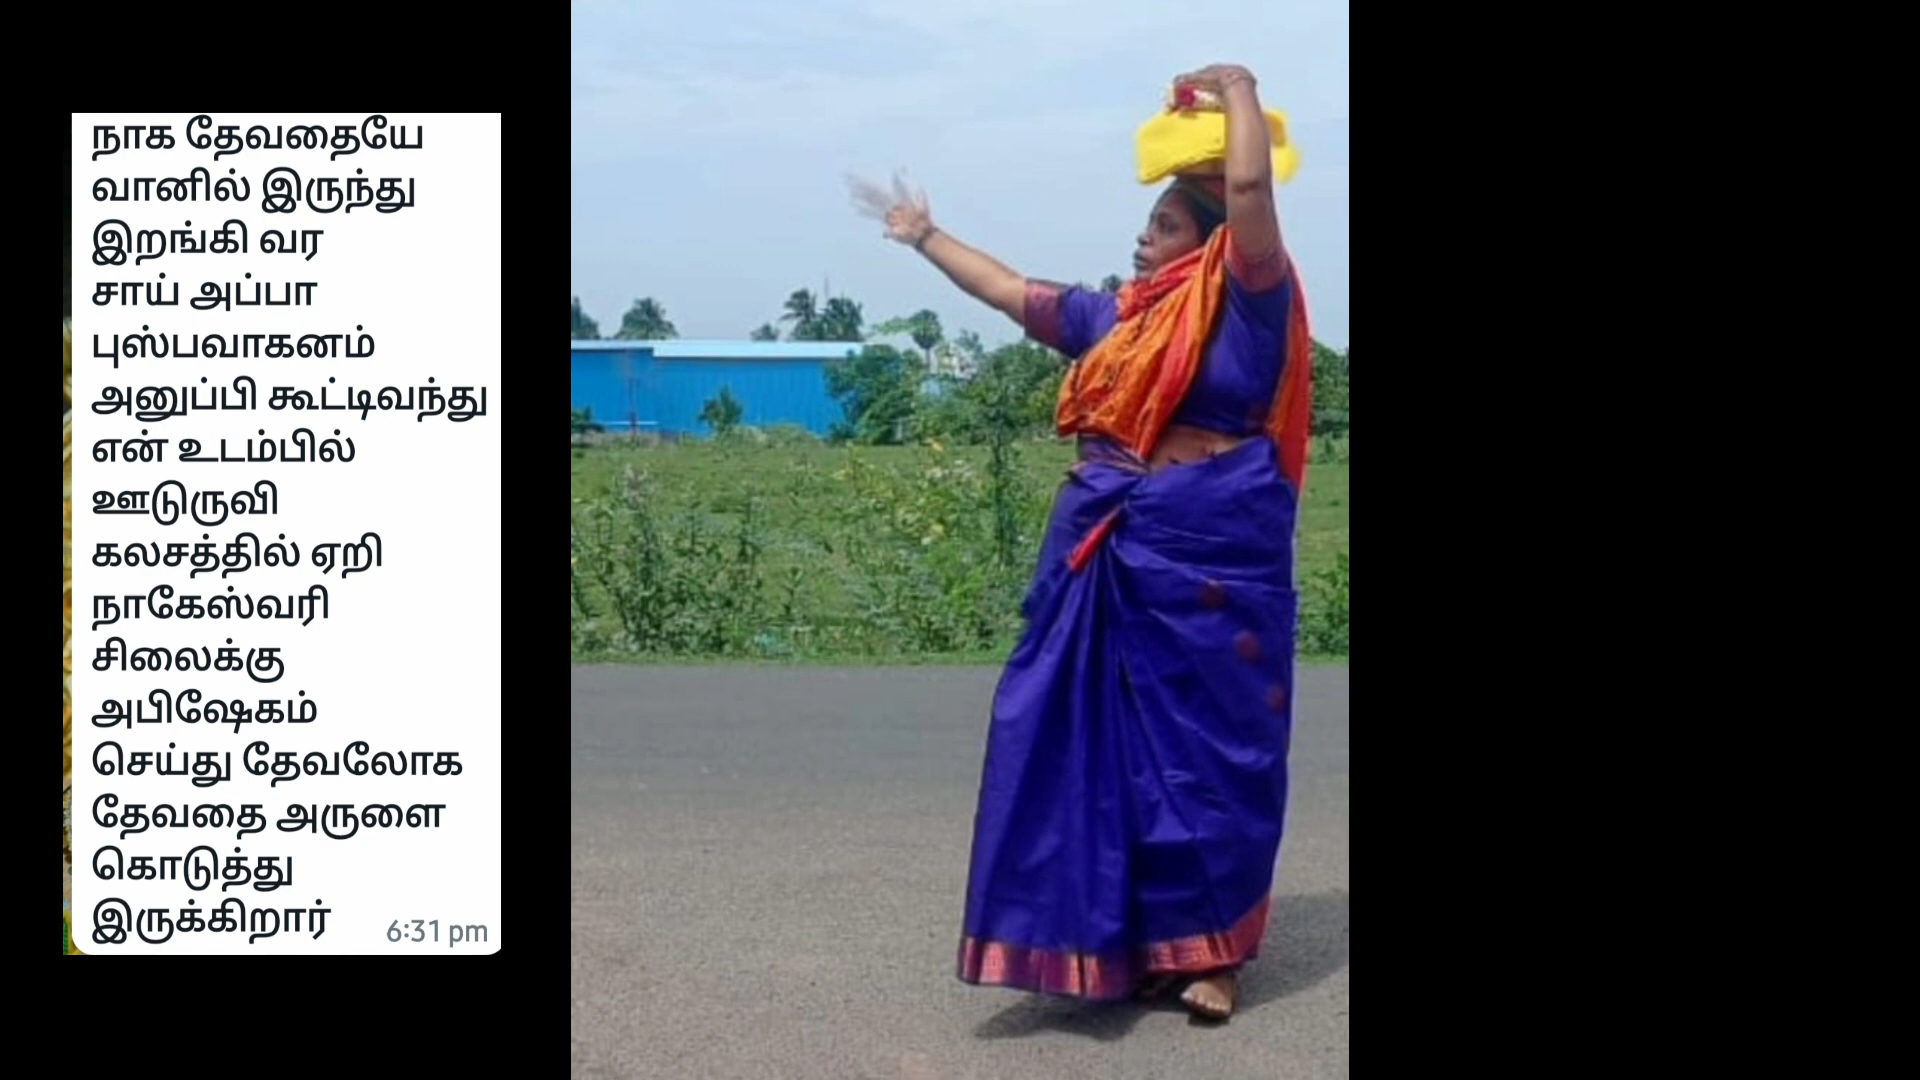 நாக தேவதையே
வானில் இருந்து
இறங்கி வர
சாய் அப்பா
புஸ்பவாகனம்
அனுப்பி கூட்டிவந்து
என் உடம்பில்
ஊடுருவி
கலசத்தில் ஏறி
நாகேஸ்வரி
சிலைக்கு
அபிஷேகம்
செய்து தேவலோக
தேவதை அருளை
கொடுத்து
இருக்கிறார்
6:31 pm